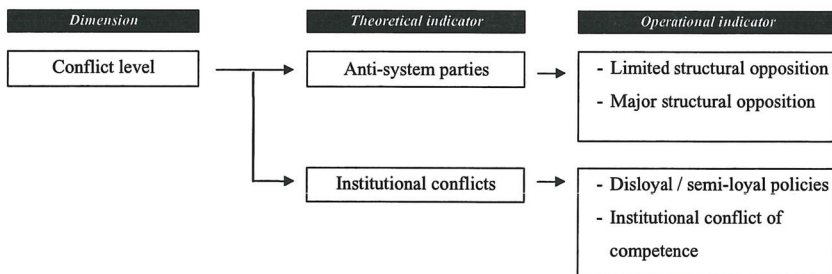 Dimension
Theoretical indicator
Operational indicator
Conflict level
Anti-system parties
- Limited structural opposition
- Major structural opposition
Institutional conflicts
- Disloyal / semi-loyal policies
- Institutional conflict of
competence